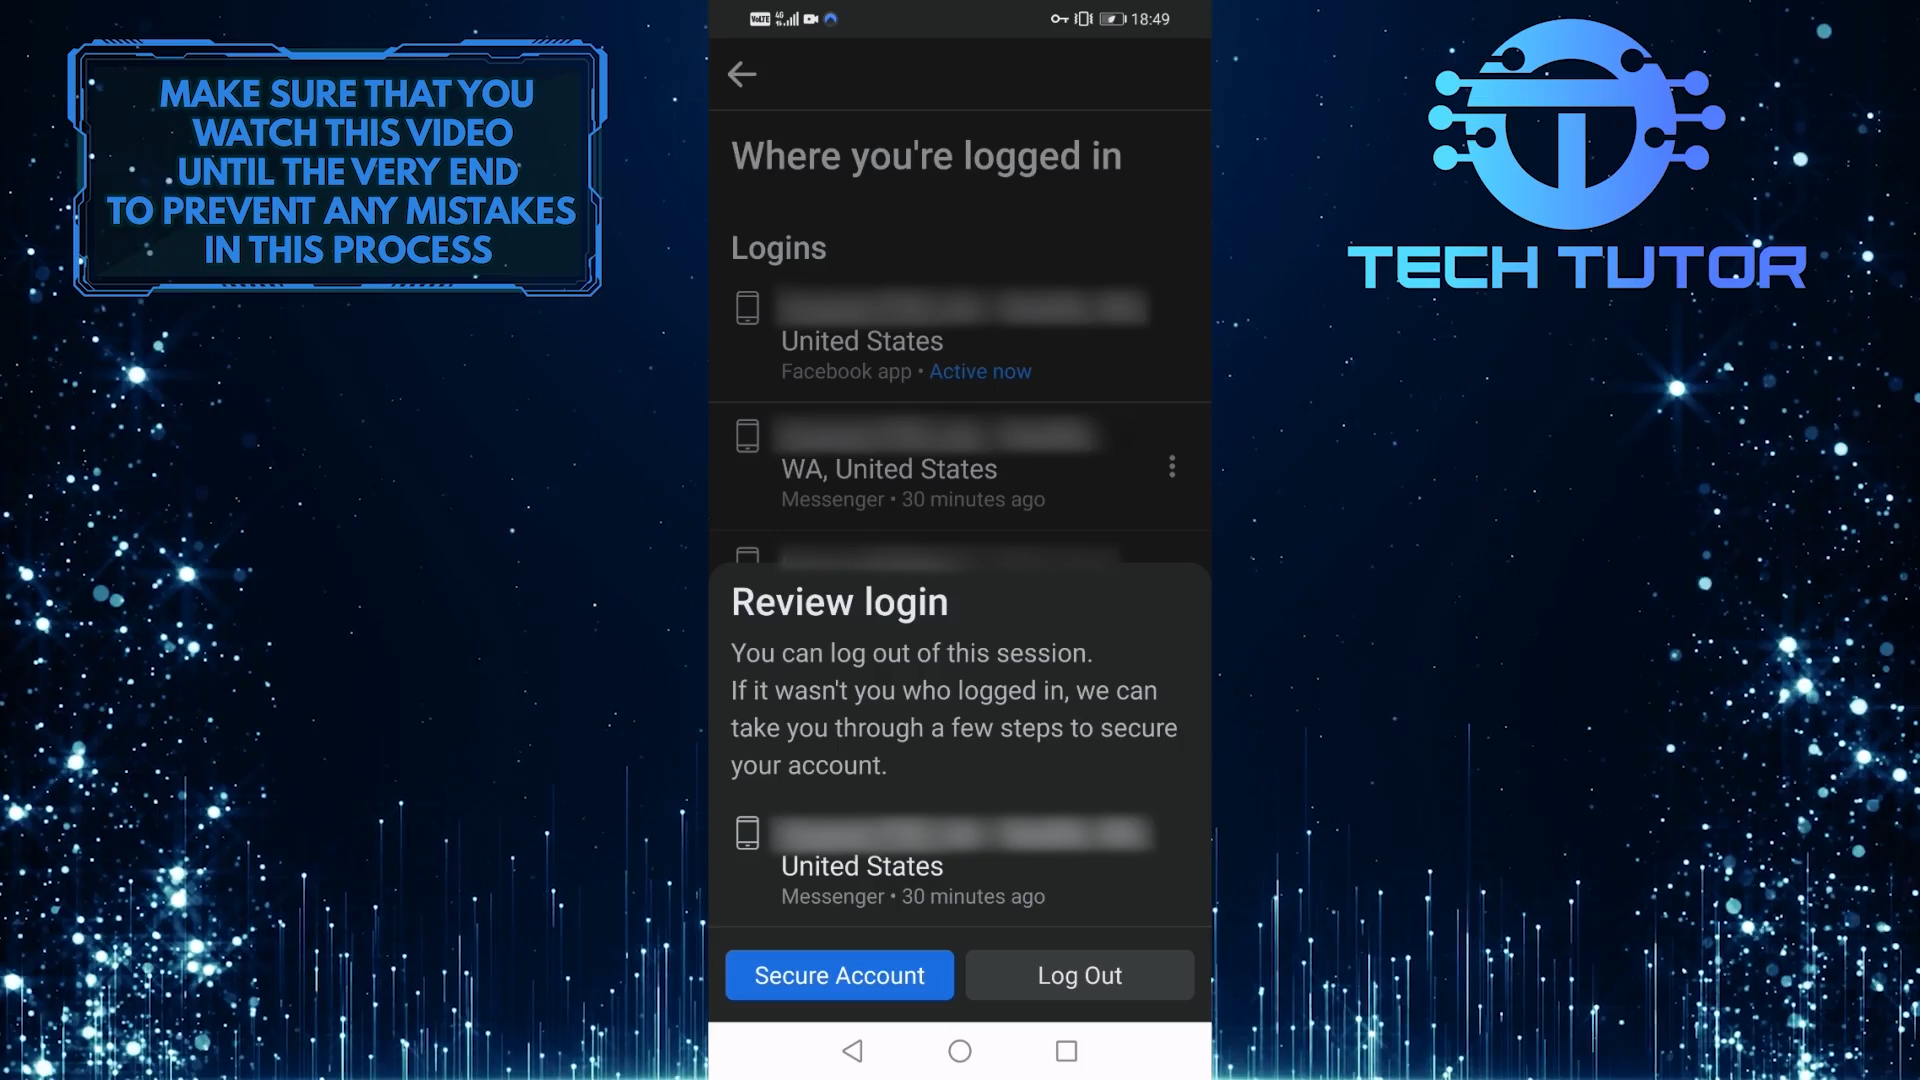 MAKE SURE THAT YOU
WATCH THIS VIDEO
UNTIL THE VERY END
TO PREVENT ANY MISTAKES
IN THIS PROCESS
VoLTE 4G 18:49
Where you're logged in
Logins
United States
Facebook app • Active now
WA, United States
Messenger • 30 minutes ago
Review login
You can log out of this session.
If it wasn't you who logged in, we can
take you through a few steps to secure
your account.
United States
Messenger • 30 minutes ago
Secure Account Log Out
TECH TUTOR